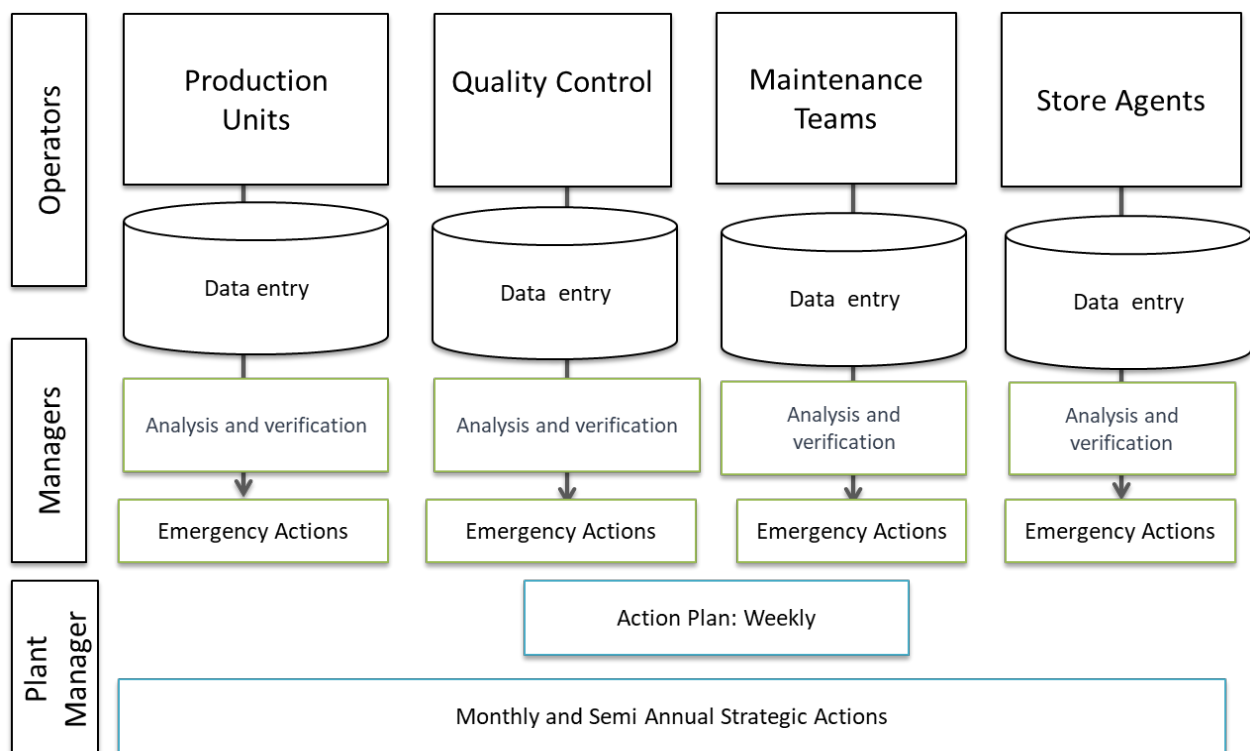 Operators
Production
Units
Quality Control
Maintenance
Teams
Store Agents
Data entry
Data entry
Data entry
Data entry
Managers
Analysis and verification
Analysis and verification
Analysis and
verification
Analysis and
verification
Emergency Actions
Emergency Actions
Emergency Actions
Emergency Actions
Plant
Manager
Action Plan: Weekly
Monthly and Semi Annual Strategic Actions